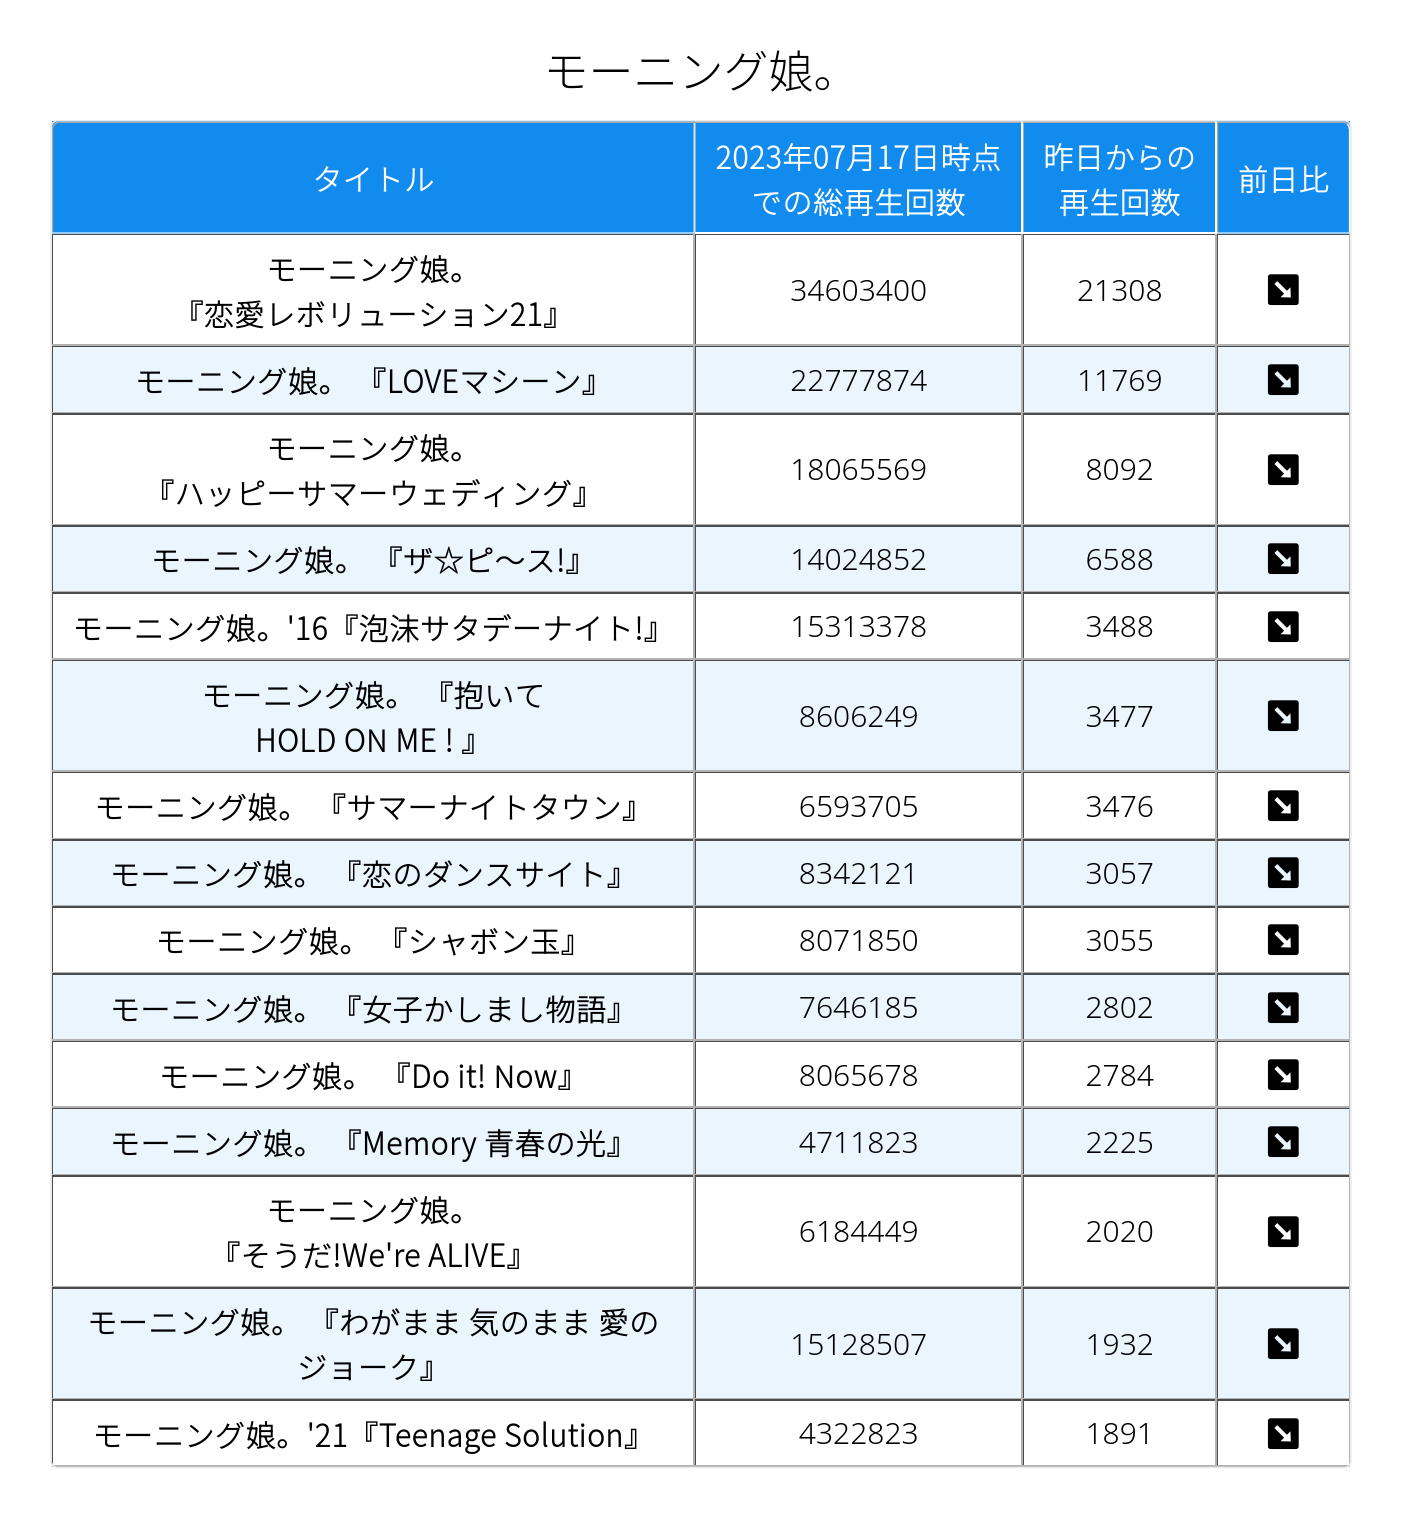 モーニング娘。
タイトル
2023年07月17日時点
での総再生回数
昨日からの
再生回数
前日比
モーニング娘。
『恋愛レボリューション21』
34603400
21308
モーニング娘。 『LOVEマシーン』
22777874
11769
モーニング娘。
『ハッピーサマーウェディング』
18065569
8092
モーニング娘。 『ザ☆ピ〜ス!』
14024852
6588
モーニング娘。'16『泡沫サタデーナイト!』
15313378
3488
モーニング娘。 『抱いて
HOLD ON ME ! 』
8606249
3477
モーニング娘。 『サマーナイトタウン』
6593705
3476
モーニング娘。 『恋のダンスサイト』
8342121
3057
モーニング娘。 『シャボン玉』
8071850
3055
モーニング娘。 『女子かしまし物語』
7646185
2802
モーニング娘。 『Do it! Now』
8065678
2784
モーニング娘。 『Memory 青春の光』
4711823
2225
モーニング娘。
『そうだ!We're ALIVE』
6184449
2020
モーニング娘。 『わがまま 気のまま 愛の
ジョーク』
15128507
1932
モーニング娘。'21『Teenage Solution』
4322823
1891